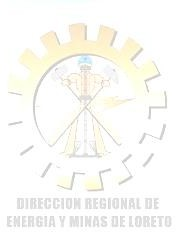 DIRECCION REGIONAL DE
ENERGIA Y MINAS DE LORETO